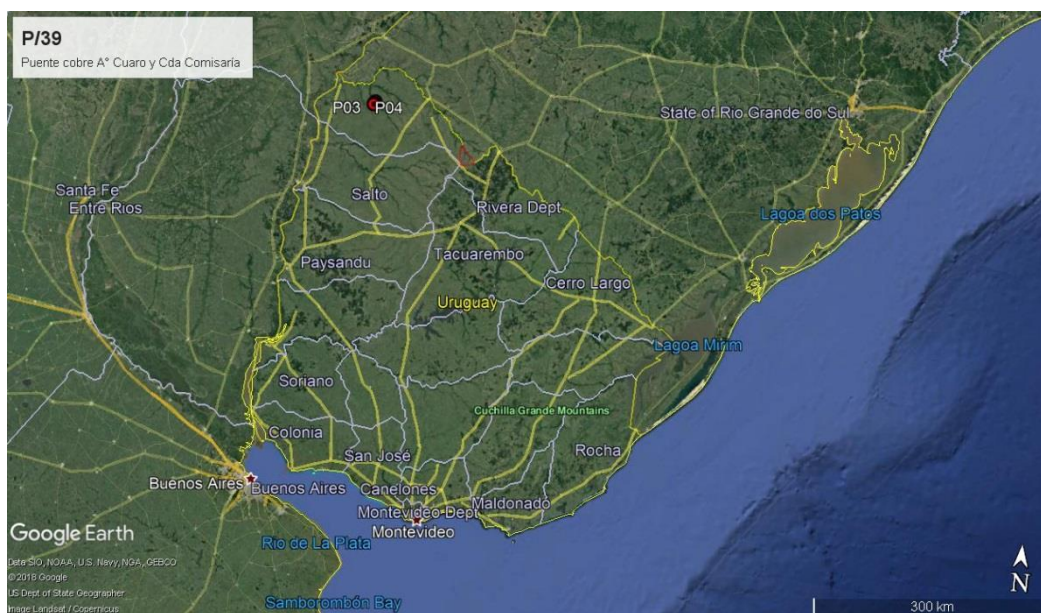 P/39
Puente cobre A° Cuaro y Cda Comisaría
P03 P04
State of Rio Grande do Sul
Santa Fe
Entre Rios
Salto
Rivera Dept
Lagoa dos Patos
Paysandu
Tacuarembo
Cerro Largo
Uruguay
Lagoa Mirim
Soriano
Cuchilla Grande Mountains
Colonia
San José
Rocha
Buenos Aires
Buenos Aires
Canelones
Maldonado
Montevideo Dept
Montevideo
Google Earth
Rio de La Plata
Data SIO, NOAA, U.S. Navy, NGA, GEBCO
©2018 Google
US Dept of State Geographer
Image Landsat / Copernicus
Samborombón Bay
N
300 km